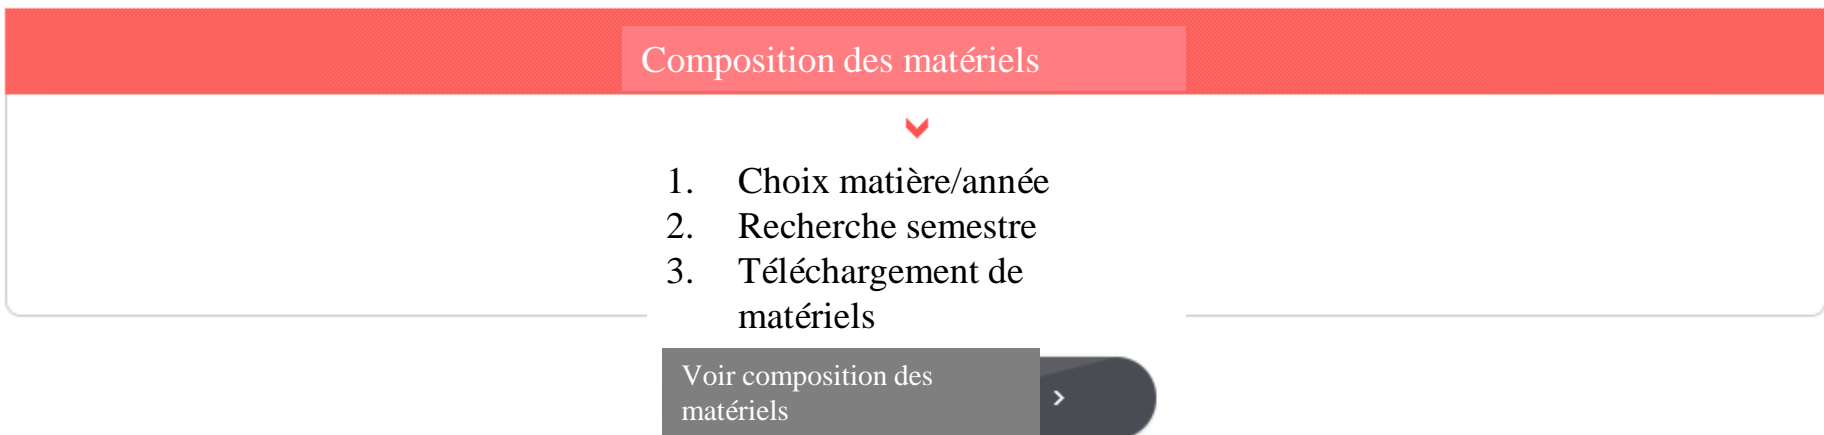 Composition des matériels
1. Choix matière/année
2. Recherche semestre
3. Téléchargement de
matériels
Voir composition des
matériels